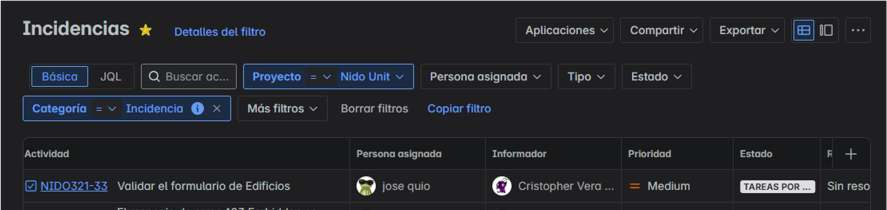 Incidencias Detalles del filtro Aplicaciones Compartir Exportar
Básica JQL Buscar ac... Proyecto = Nido Unit Persona asignada Tipo Estado
Categoría = Incidencia Más filtros Borrar filtros Copiar filtro
Actividad Persona asignada Informador Prioridad Estado R
NIDO321-33 Validar el formulario de Edificios jose quio Cristopher Vera ... Medium TAREAS POR ... Sin reso